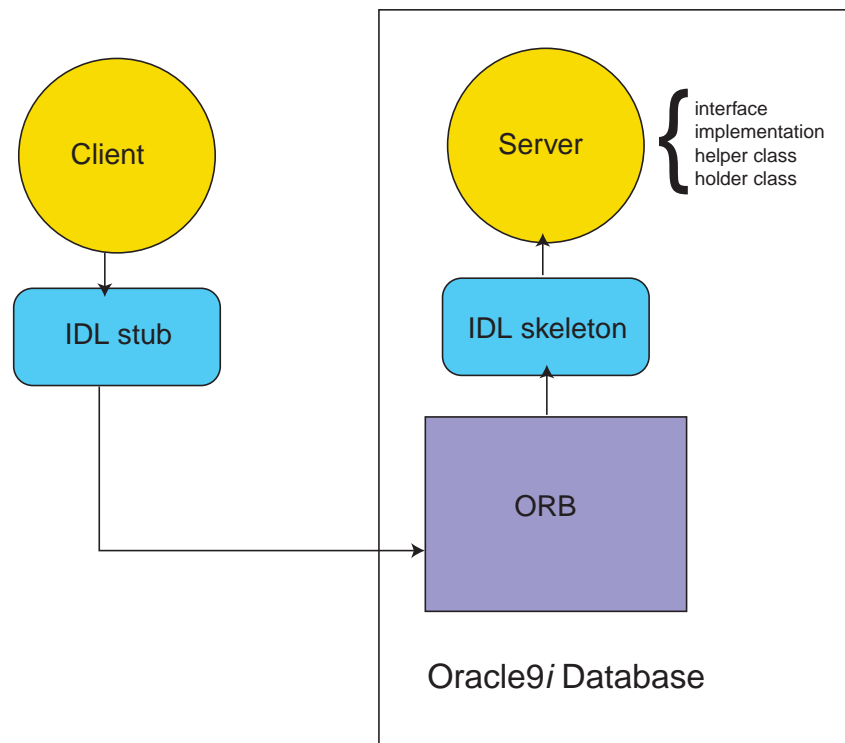 Client
Server
interface
implementation
helper class
holder class
IDL stub
IDL skeleton
ORB
Oracle9i Database